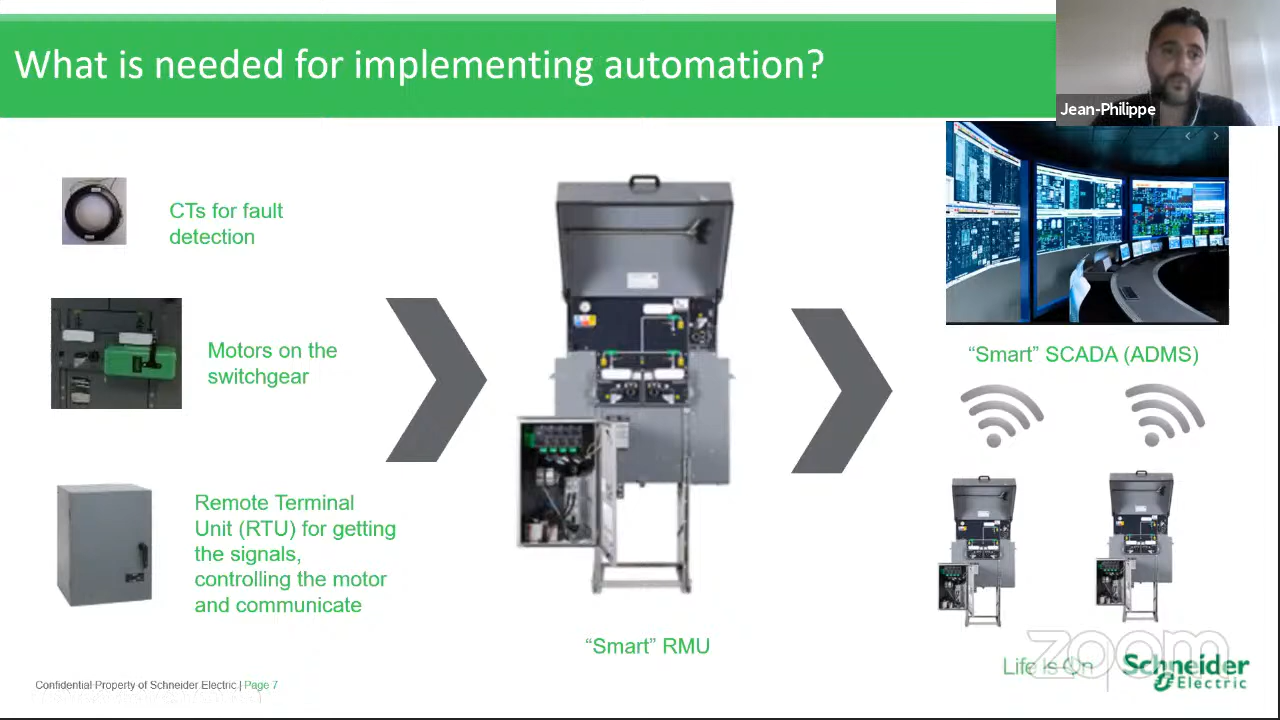 What is needed for implementing automation?
Jean-Philippe
CTs for fault
detection
Motors on the
switchgear
Remote Terminal
Unit (RTU) for getting
the signals,
controlling the motor
and communicate
“Smart” RMU
“Smart” SCADA (ADMS)
zoom
Life Is On
Schneider
Electric
Confidential Property of Schneider Electric | Page 7